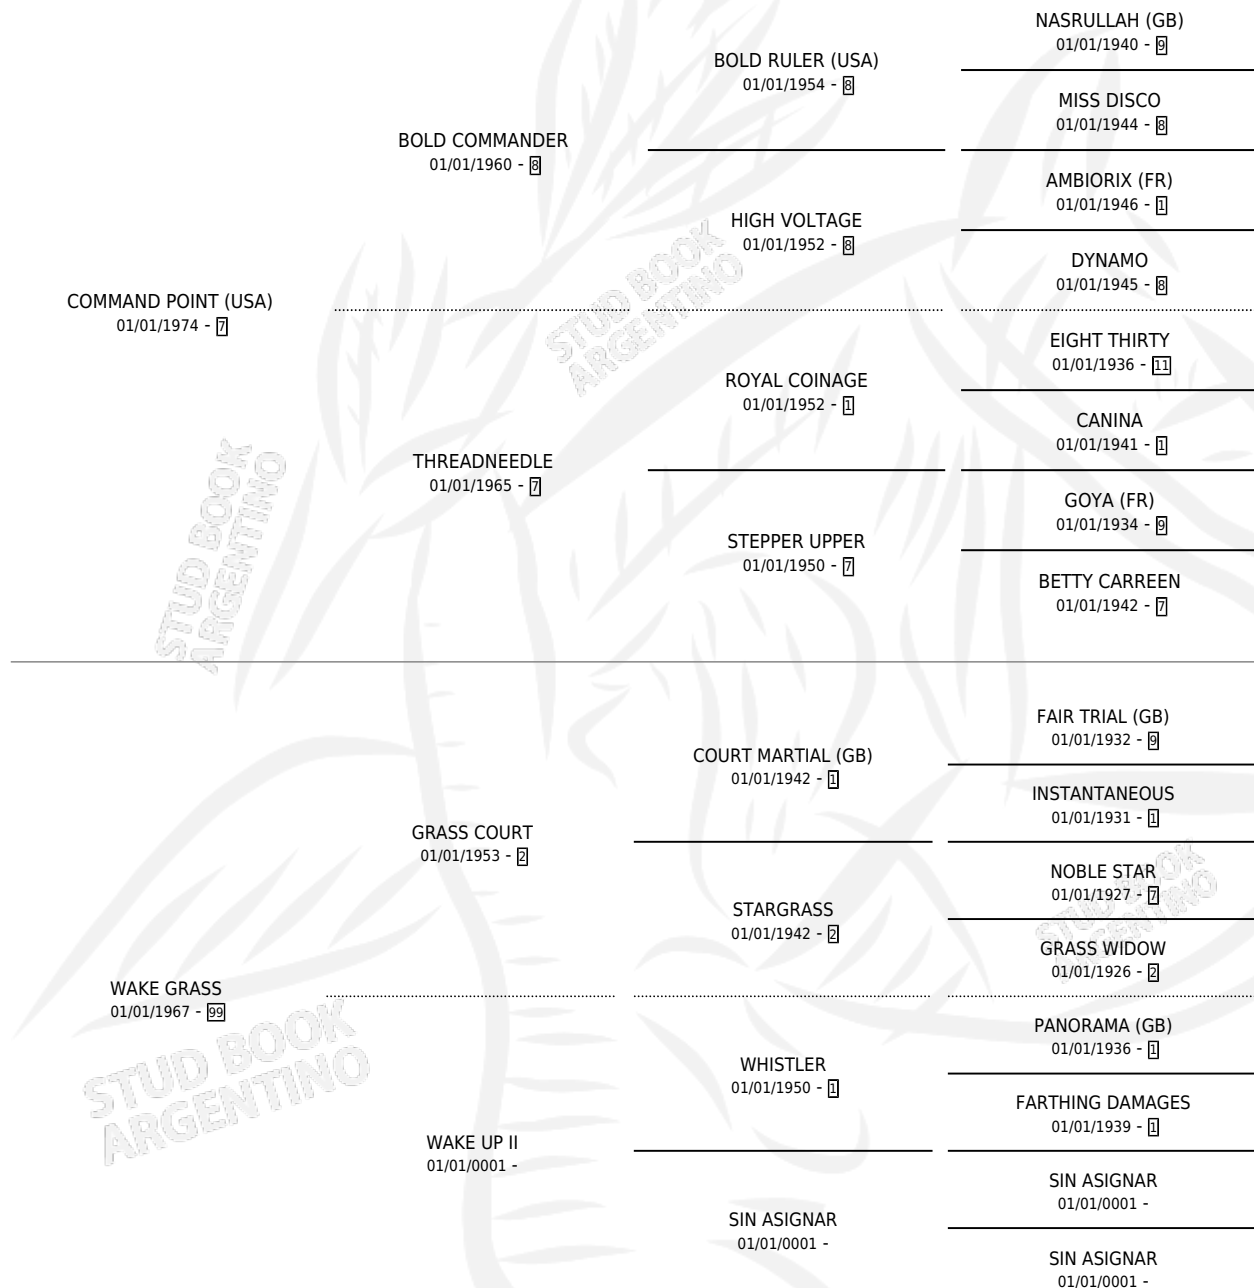 NASRULLAH (GB)
01/01/1940 - 9
BOLD RULER (USA)
01/01/1954 - 8
MISS DISCO
01/01/1944 - 8
BOLD COMMANDER
01/01/1960 - 8
AMBIORIX (FR)
01/01/1946 - 1
HIGH VOLTAGE
01/01/1952 - 8
DYNAMO
01/01/1945 - 8
COMMAND POINT (USA)
01/01/1974 - 7
EIGHT THIRTY
01/01/1936 - 11
ROYAL COINAGE
01/01/1952 - 1
CANINA
01/01/1941 - 1
THREADNEEDLE
01/01/1965 - 7
GOYA (FR)
01/01/1934 - 9
STEPPER UPPER
01/01/1950 - 7
BETTY CARREEN
01/01/1942 - 7
STUD BOOK
ARGENTINO
STUD BOOK
ARGENTINO
FAIR TRIAL (GB)
01/01/1932 - 9
COURT MARTIAL (GB)
01/01/1942 - 1
INSTANTANEOUS
01/01/1931 - 1
GRASS COURT
01/01/1953 - 2
NOBLE STAR
01/01/1927 - 7
STARGRASS
01/01/1942 - 2
GRASS WIDOW
01/01/1926 - 2
WAKE GRASS
01/01/1967 - 99
PANORAMA (GB)
01/01/1936 - 1
WHISTLER
01/01/1950 - 1
FARTHING DAMAGES
01/01/1939 - 1
WAKE UP II
01/01/0001 -
SIN ASIGNAR
01/01/0001 -
SIN ASIGNAR
01/01/0001 -
SIN ASIGNAR
01/01/0001 -
STUD BOOK
ARGENTINO
STUD BOOK
ARGENTINO